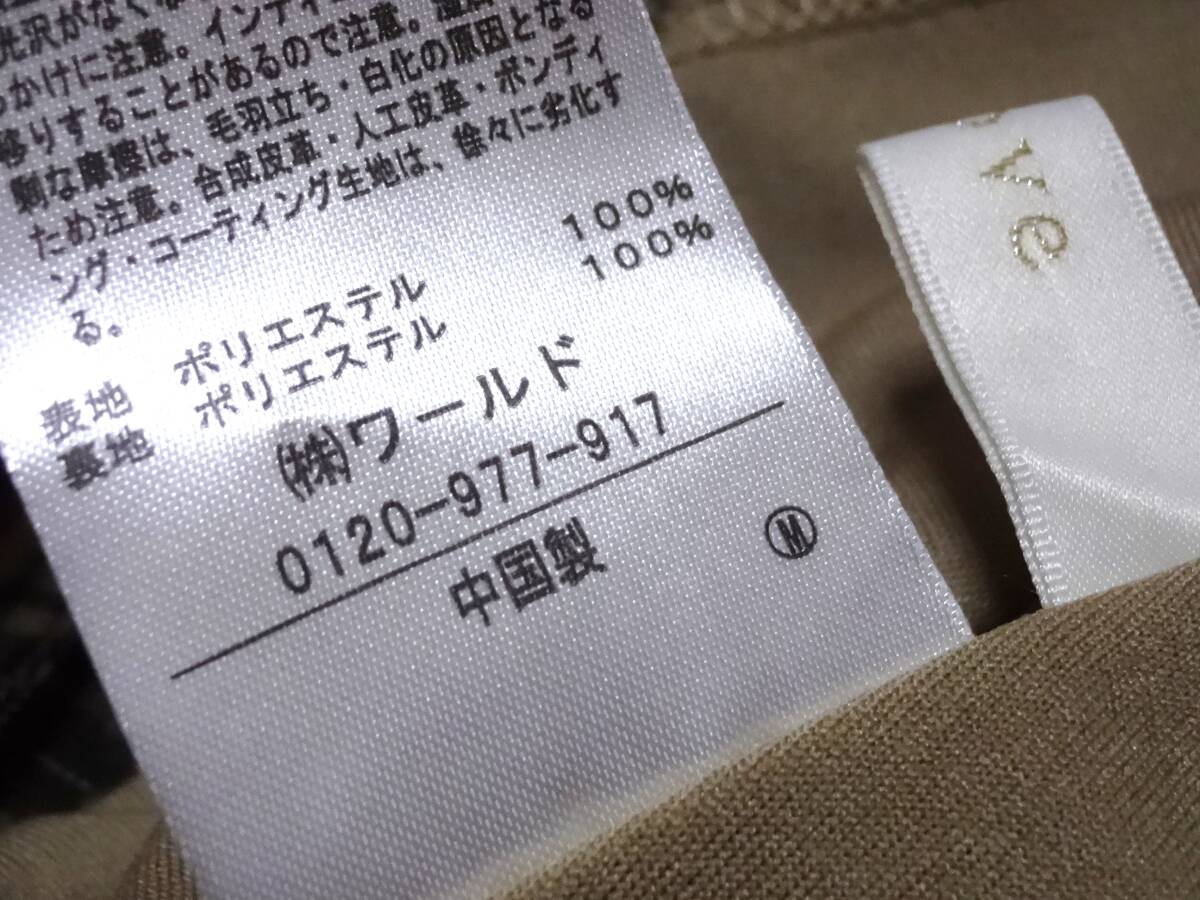 光沢がなくな
かけに注意。インディ
移りすることがあるので注意。
剰な摩擦は、毛羽立ち・白化の原因となる
ため注意。合成皮革・人工皮革・ボンディ
ング・コーティング生地は、徐々に劣化す
る。
表地 ポリエステル 100%
裏地 ポリエステル 100%
㈱ワールド
0120-977-917
中国製
Ⓜ
ve